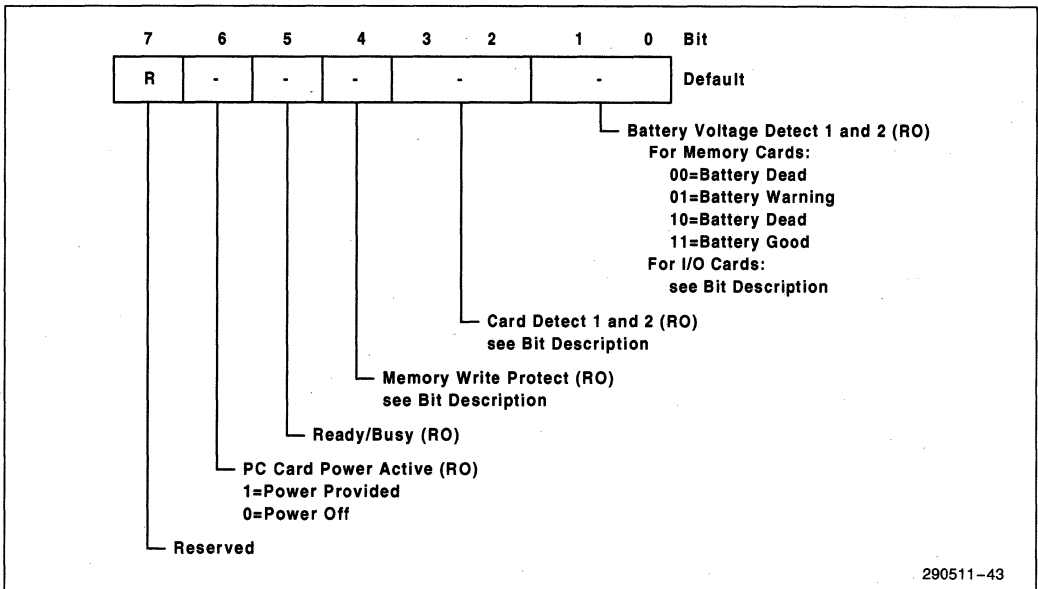 7 6 5 4 3 2 1 0 Bit
R - - - - - Default
Battery Voltage Detect 1 and 2 (RO)
For Memory Cards:
00=Battery Dead
01=Battery Warning
10=Battery Dead
11=Battery Good
For I/O Cards:
see Bit Description
Card Detect 1 and 2 (RO)
see Bit Description
Memory Write Protect (RO)
see Bit Description
Ready/Busy (RO)
PC Card Power Active (RO)
1=Power Provided
0=Power Off
Reserved
290511-43